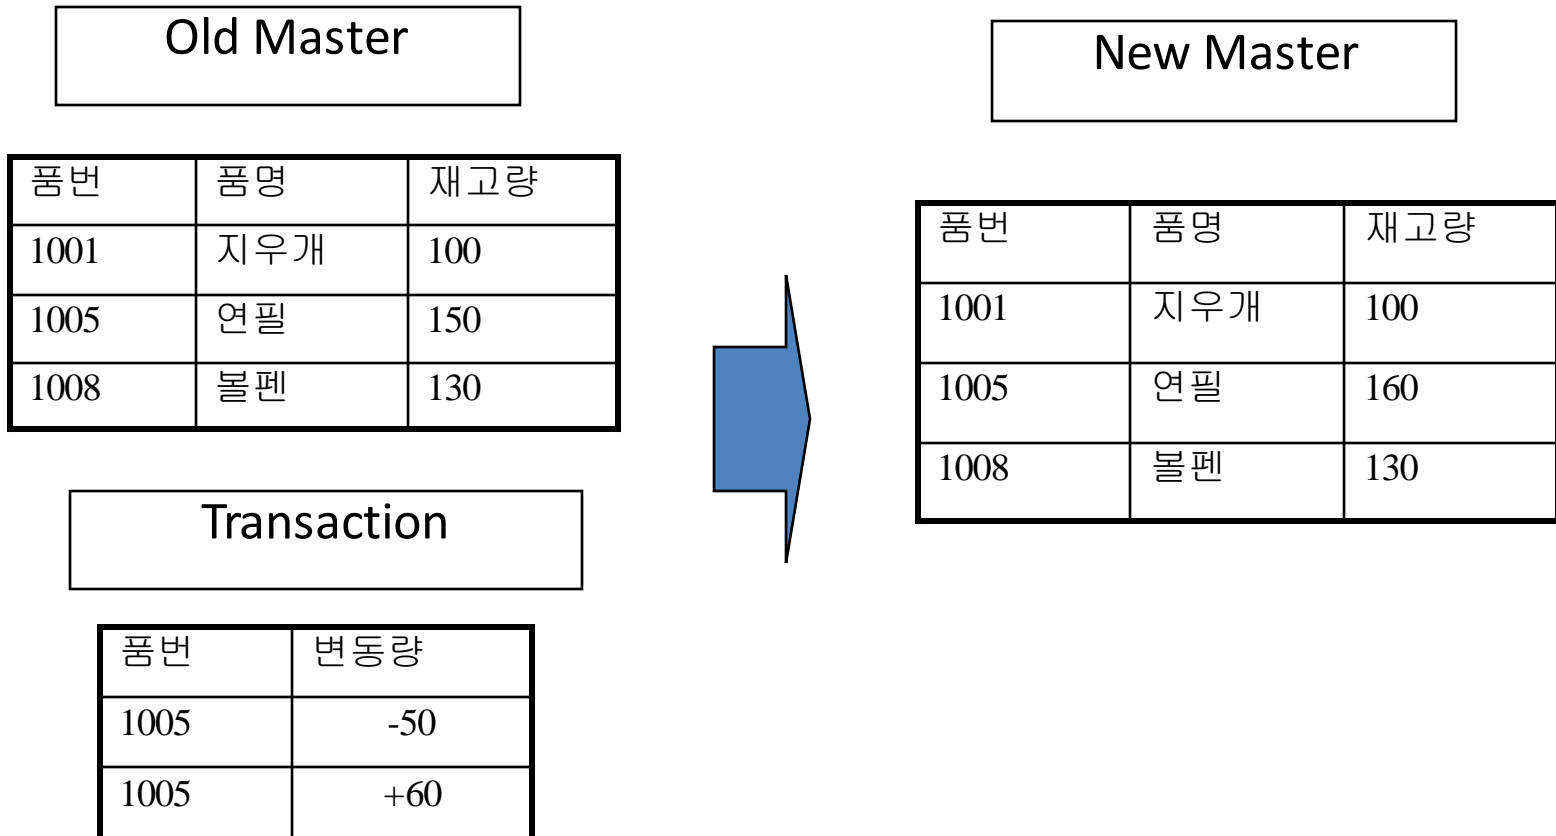 Old Master
품번 품명 재고량
1001 지우개 100
1005 연필 150
1008 볼펜 130
Transaction
품번 변동량
1005 -50
1005 +60
New Master
품번 품명 재고량
1001 지우개 100
1005 연필 160
1008 볼펜 130